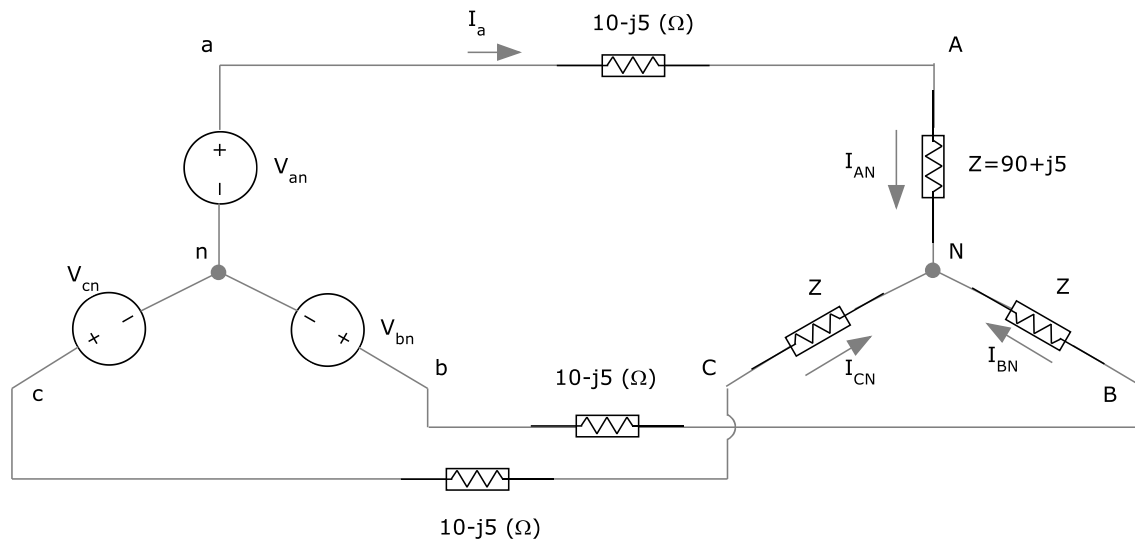 I_a
10-j5 (Ω)
a
A
+
–
V_an
I_AN
Z=90+j5
n
N
V_cn
Z
Z
+
–
–
+
V_bn
I_CN
I_BN
c
b
C
B
10-j5 (Ω)
10-j5 (Ω)